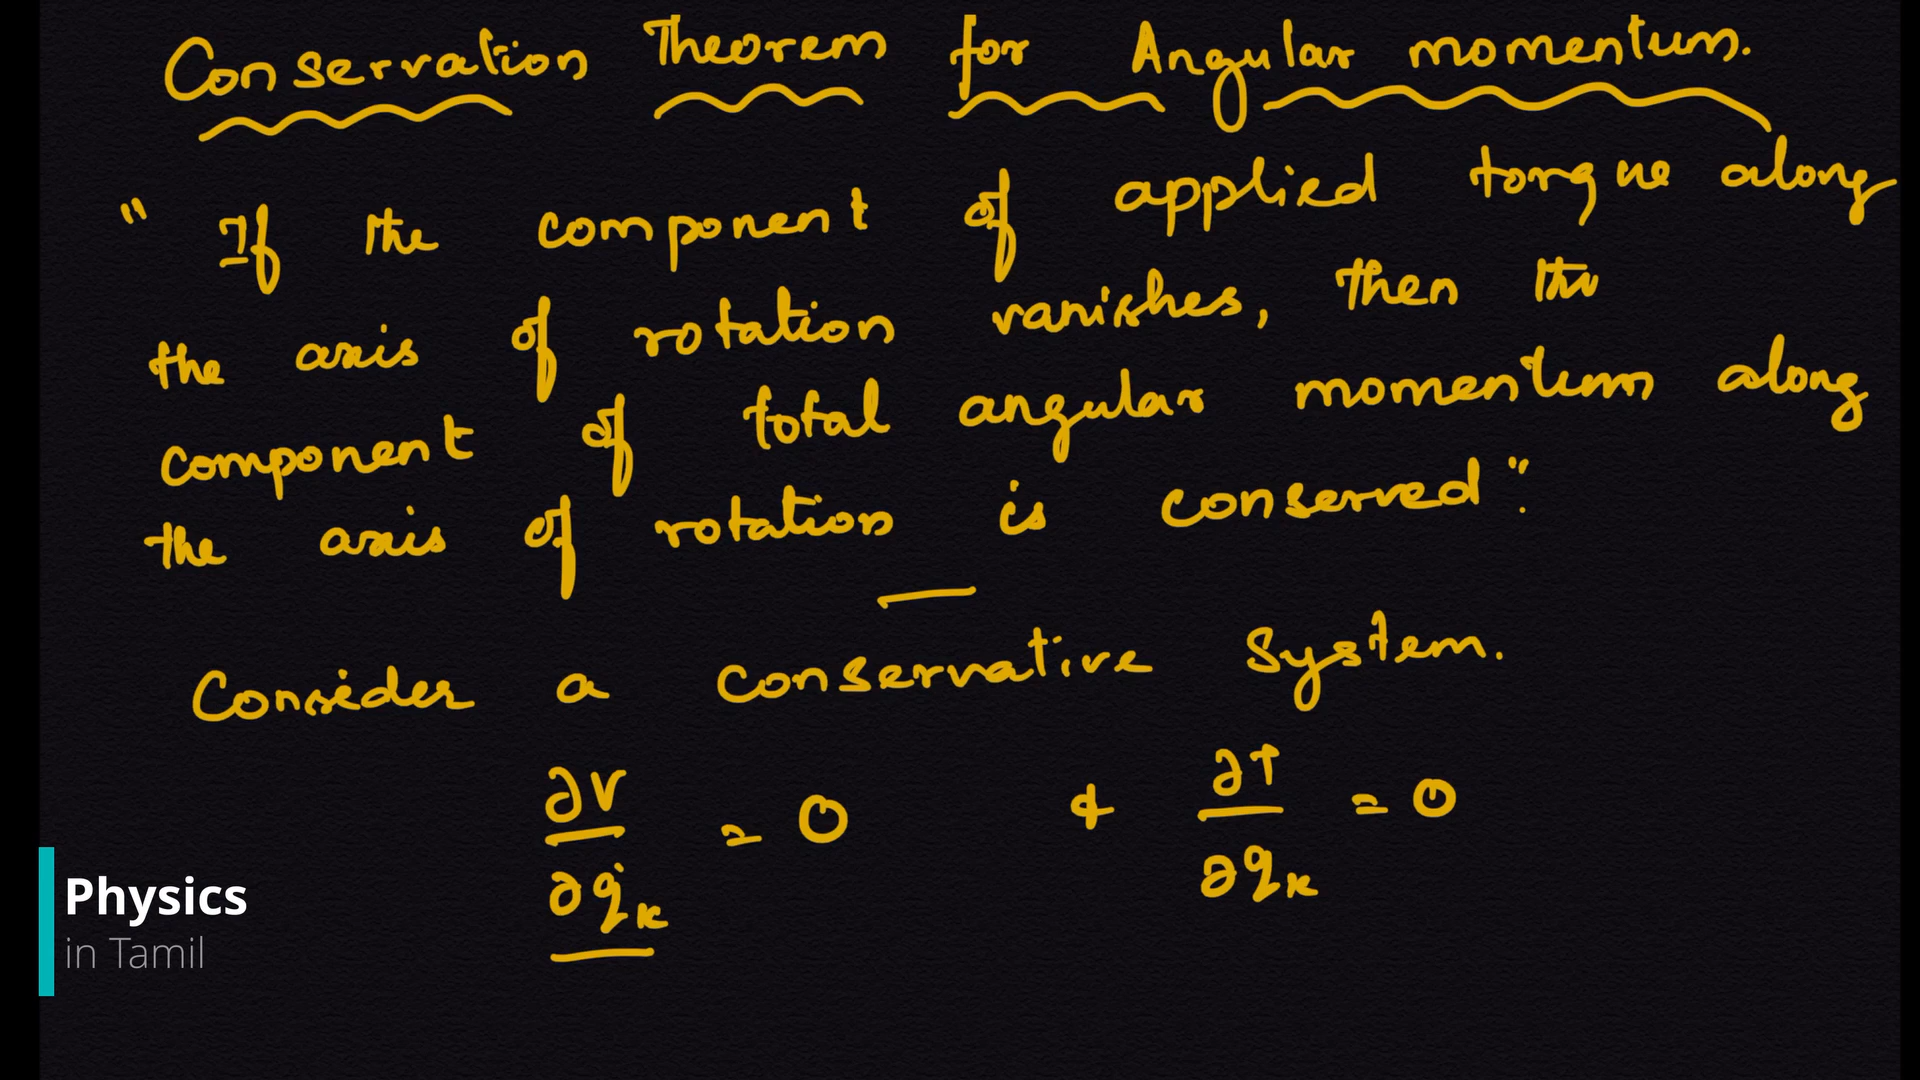 Conservation Theorem for Angular momentum.
" If the component of applied torque along
the axis of rotation vanishes, then the
component of total angular momentum along
the axis of rotation is conserved".
Consider a conservative System.
∂V/∂q̇ₖ = 0 & ∂T/∂qₖ = 0
Physics
in Tamil